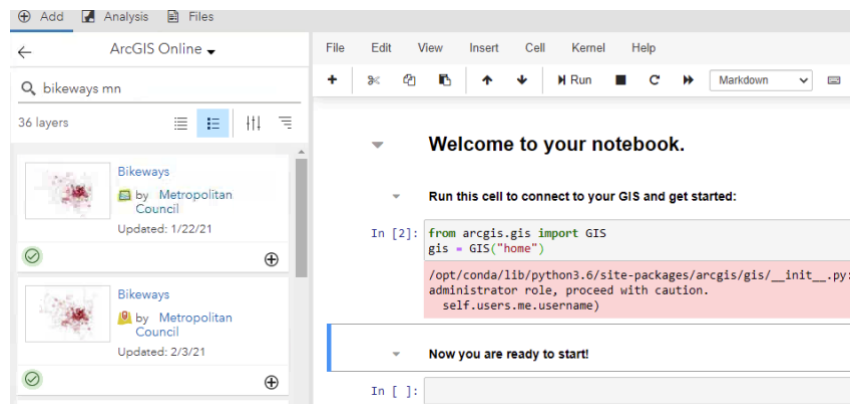 Add Analysis Files
ArcGIS Online
bikeways mn
36 layers
Bikeways
by Metropolitan
Council
Updated: 1/22/21
Bikeways
by Metropolitan
Council
Updated: 2/3/21
File Edit View Insert Cell Kernel Help
Run Markdown
Welcome to your notebook.
Run this cell to connect to your GIS and get started:
In [2]: from arcgis.gis import GIS
gis = GIS("home")
/opt/conda/lib/python3.6/site-packages/arcgis/gis/__init__.py:
administrator role, proceed with caution.
self.users.me.username)
Now you are ready to start!
In [ ]: